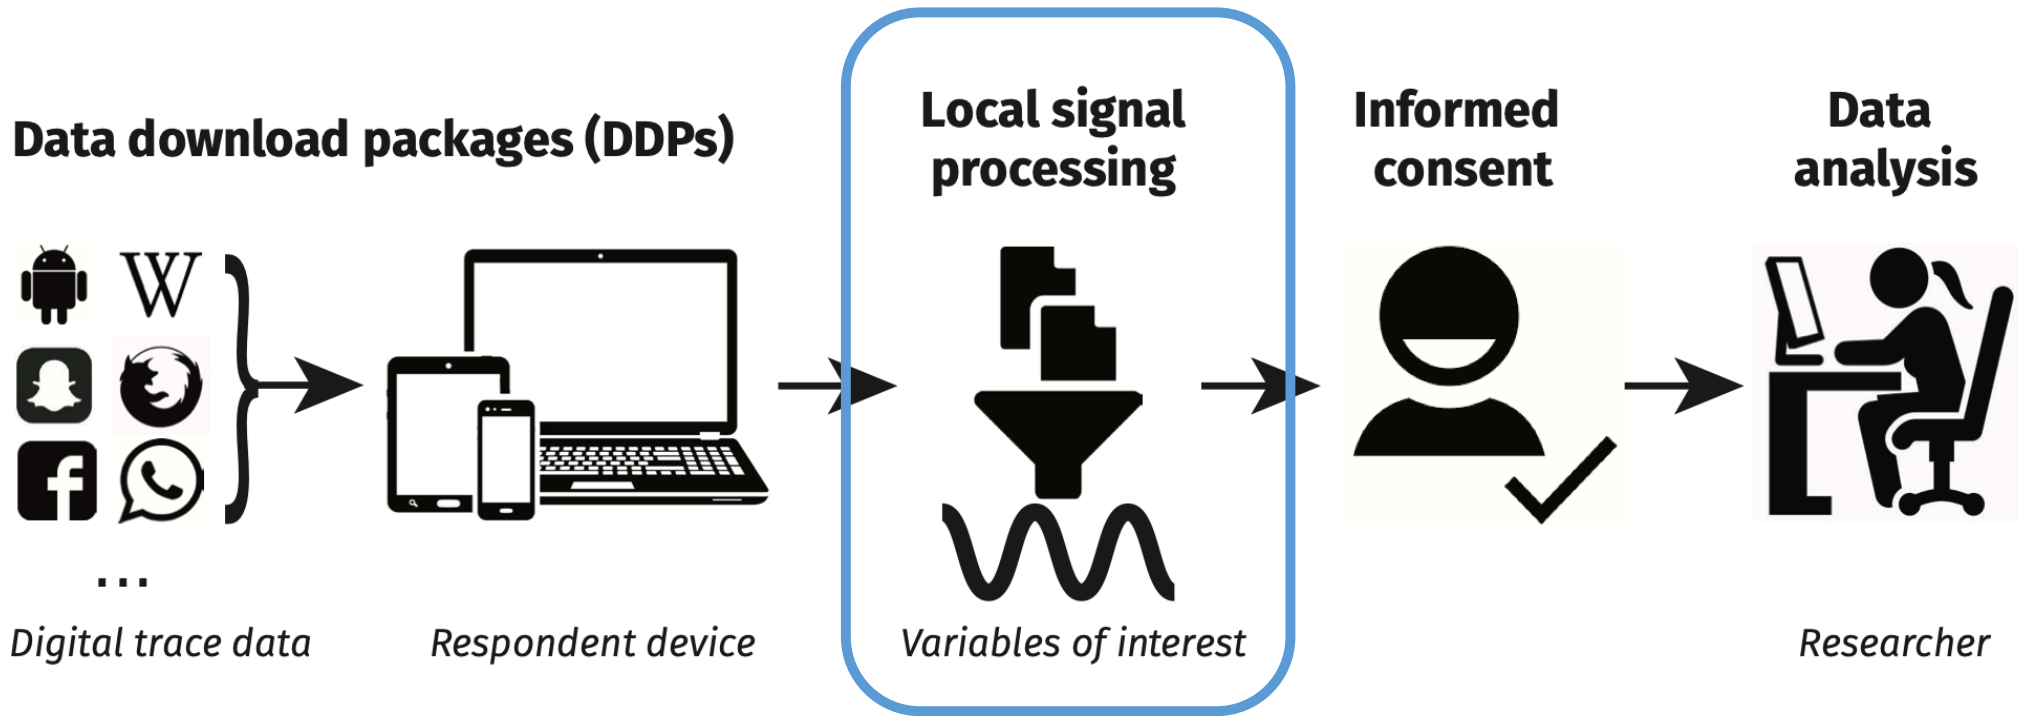 Data download packages (DDPs)
Local signal
processing
Informed
consent
Data
analysis
W
f
...
Digital trace data
Respondent device
Variables of interest
Researcher